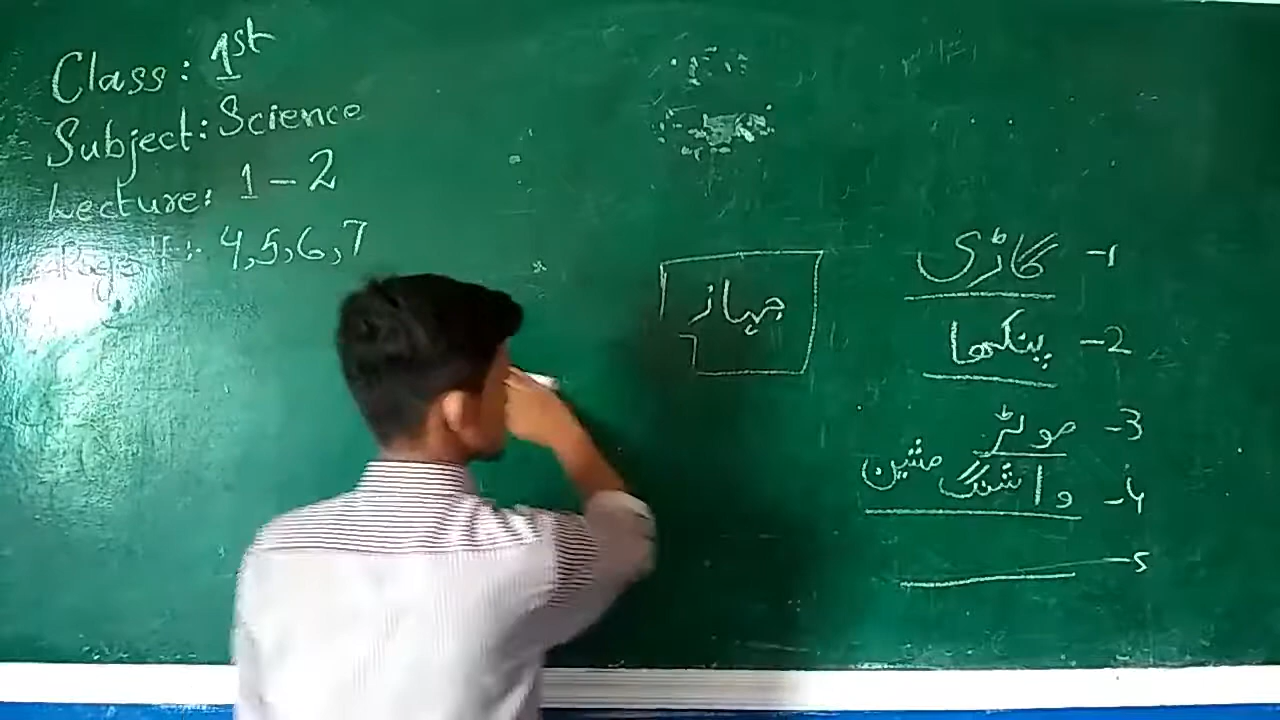 Class: 1st
Subject: Science
Lecture: 1-2
Page #: 4,5,6,7
جہاز
1- گاڑی
2- پنکھا
3- موٹر
4- واشنگ مشین
5-